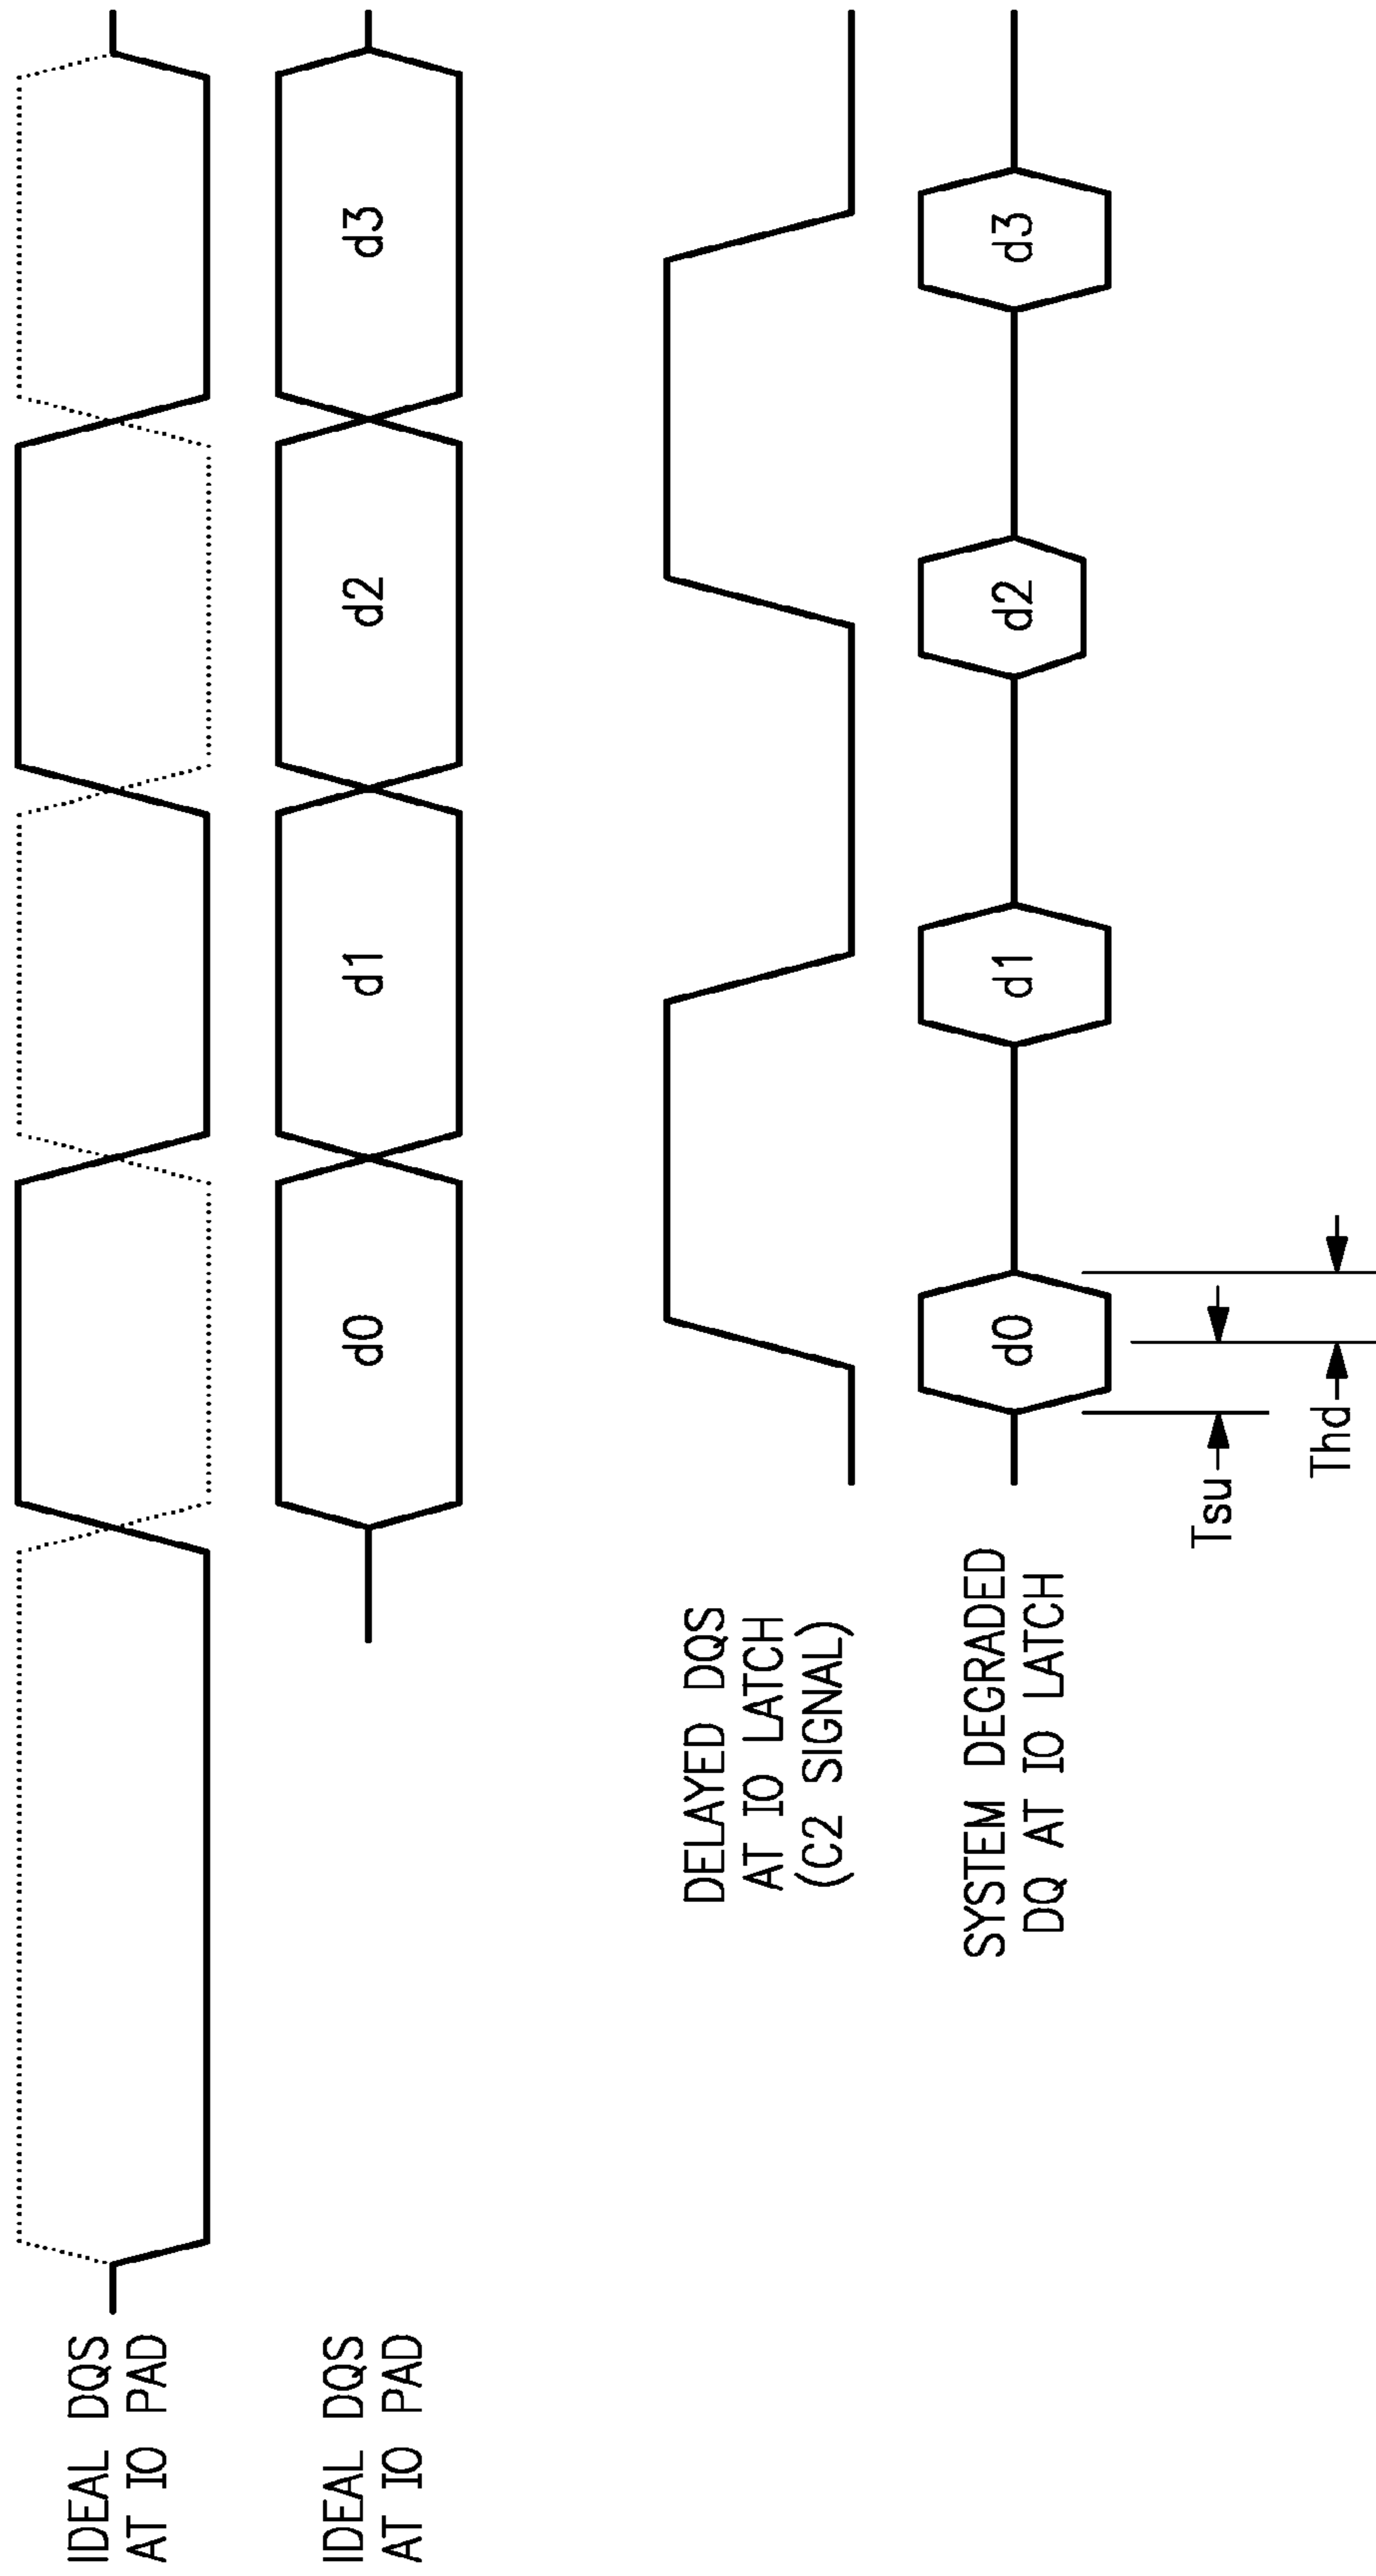 IDEAL DQS
AT IO PAD
IDEAL DQS
AT IO PAD
d0
d1
d2
d3
DELAYED DQS
AT IO LATCH
(C2 SIGNAL)
SYSTEM DEGRADED
DQ AT IO LATCH
d0
d1
d2
d3
Tsu
Thd